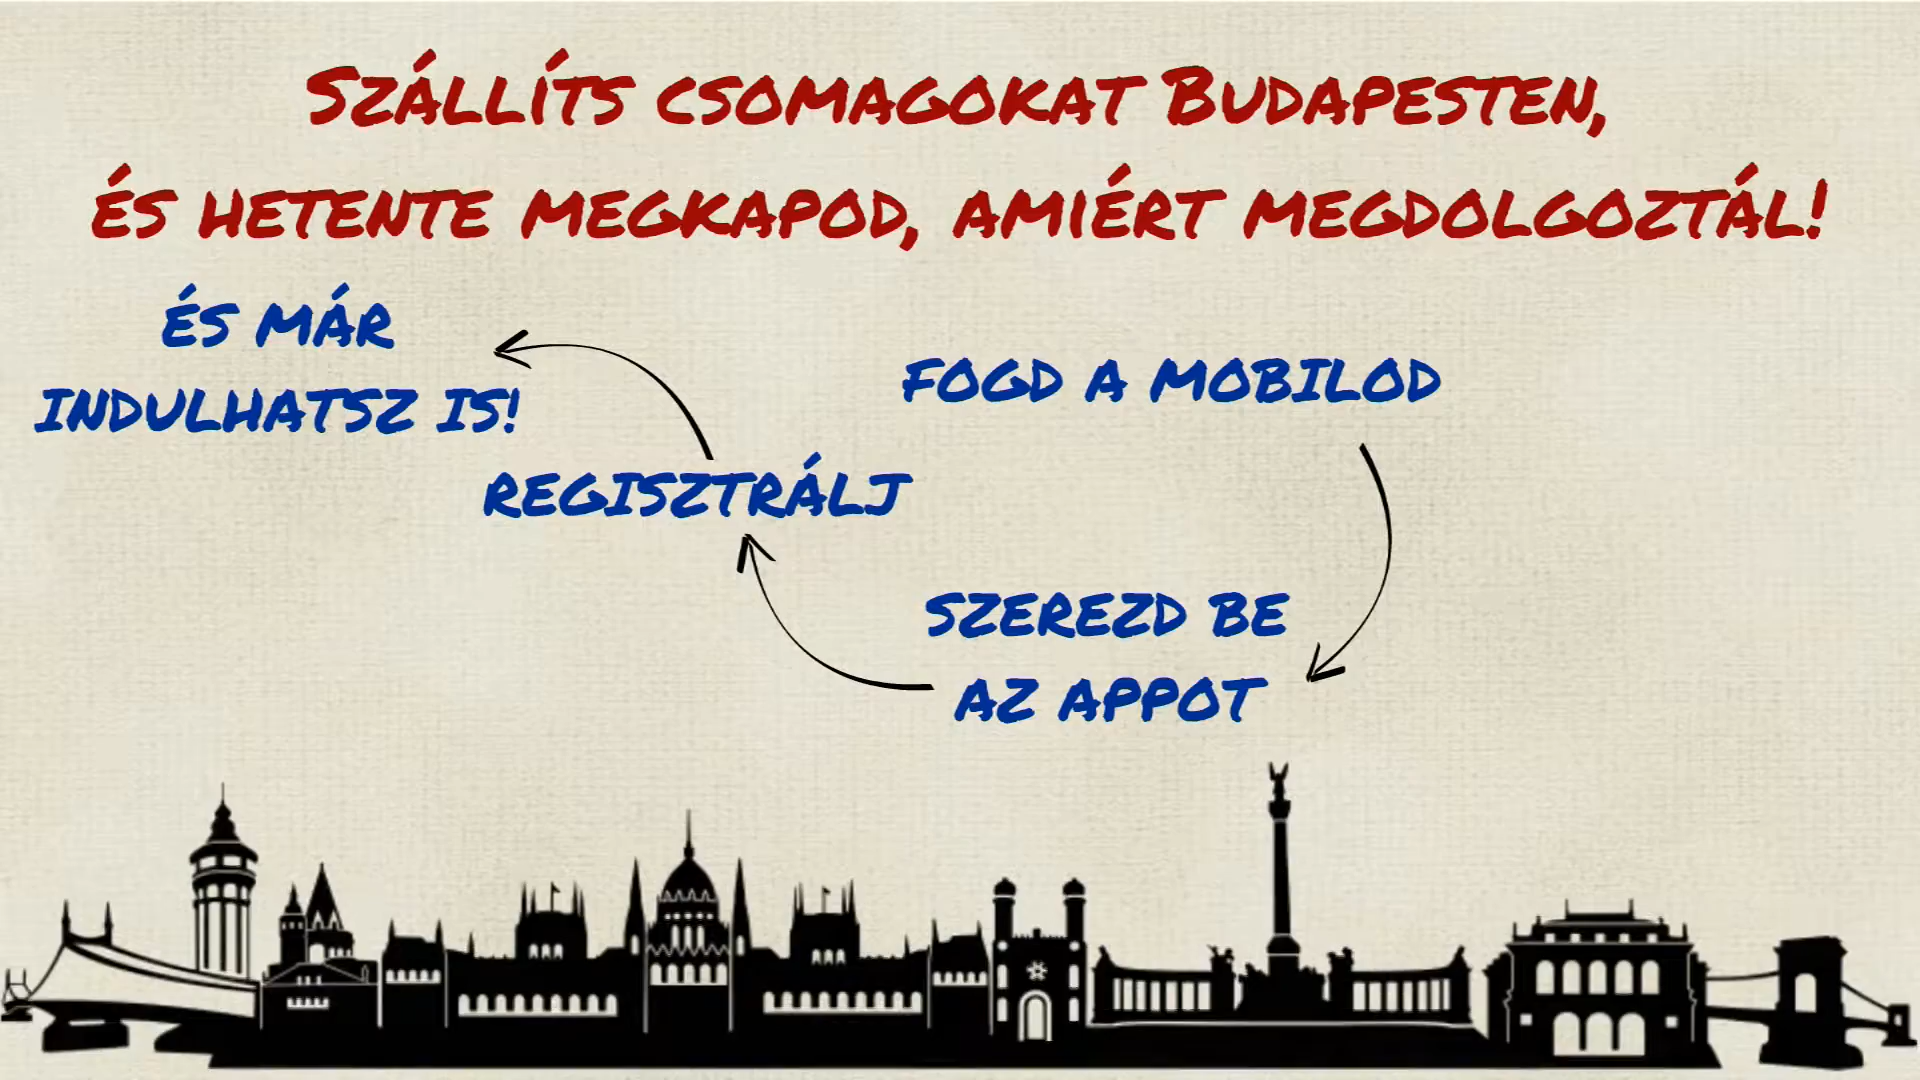 Szállíts csomagokat Budapesten,
és hetente megkapod, amiért megdolgoztál!
fogd a mobilod
szerezd be
az appot
regisztrálj
és már
indulhatsz is!